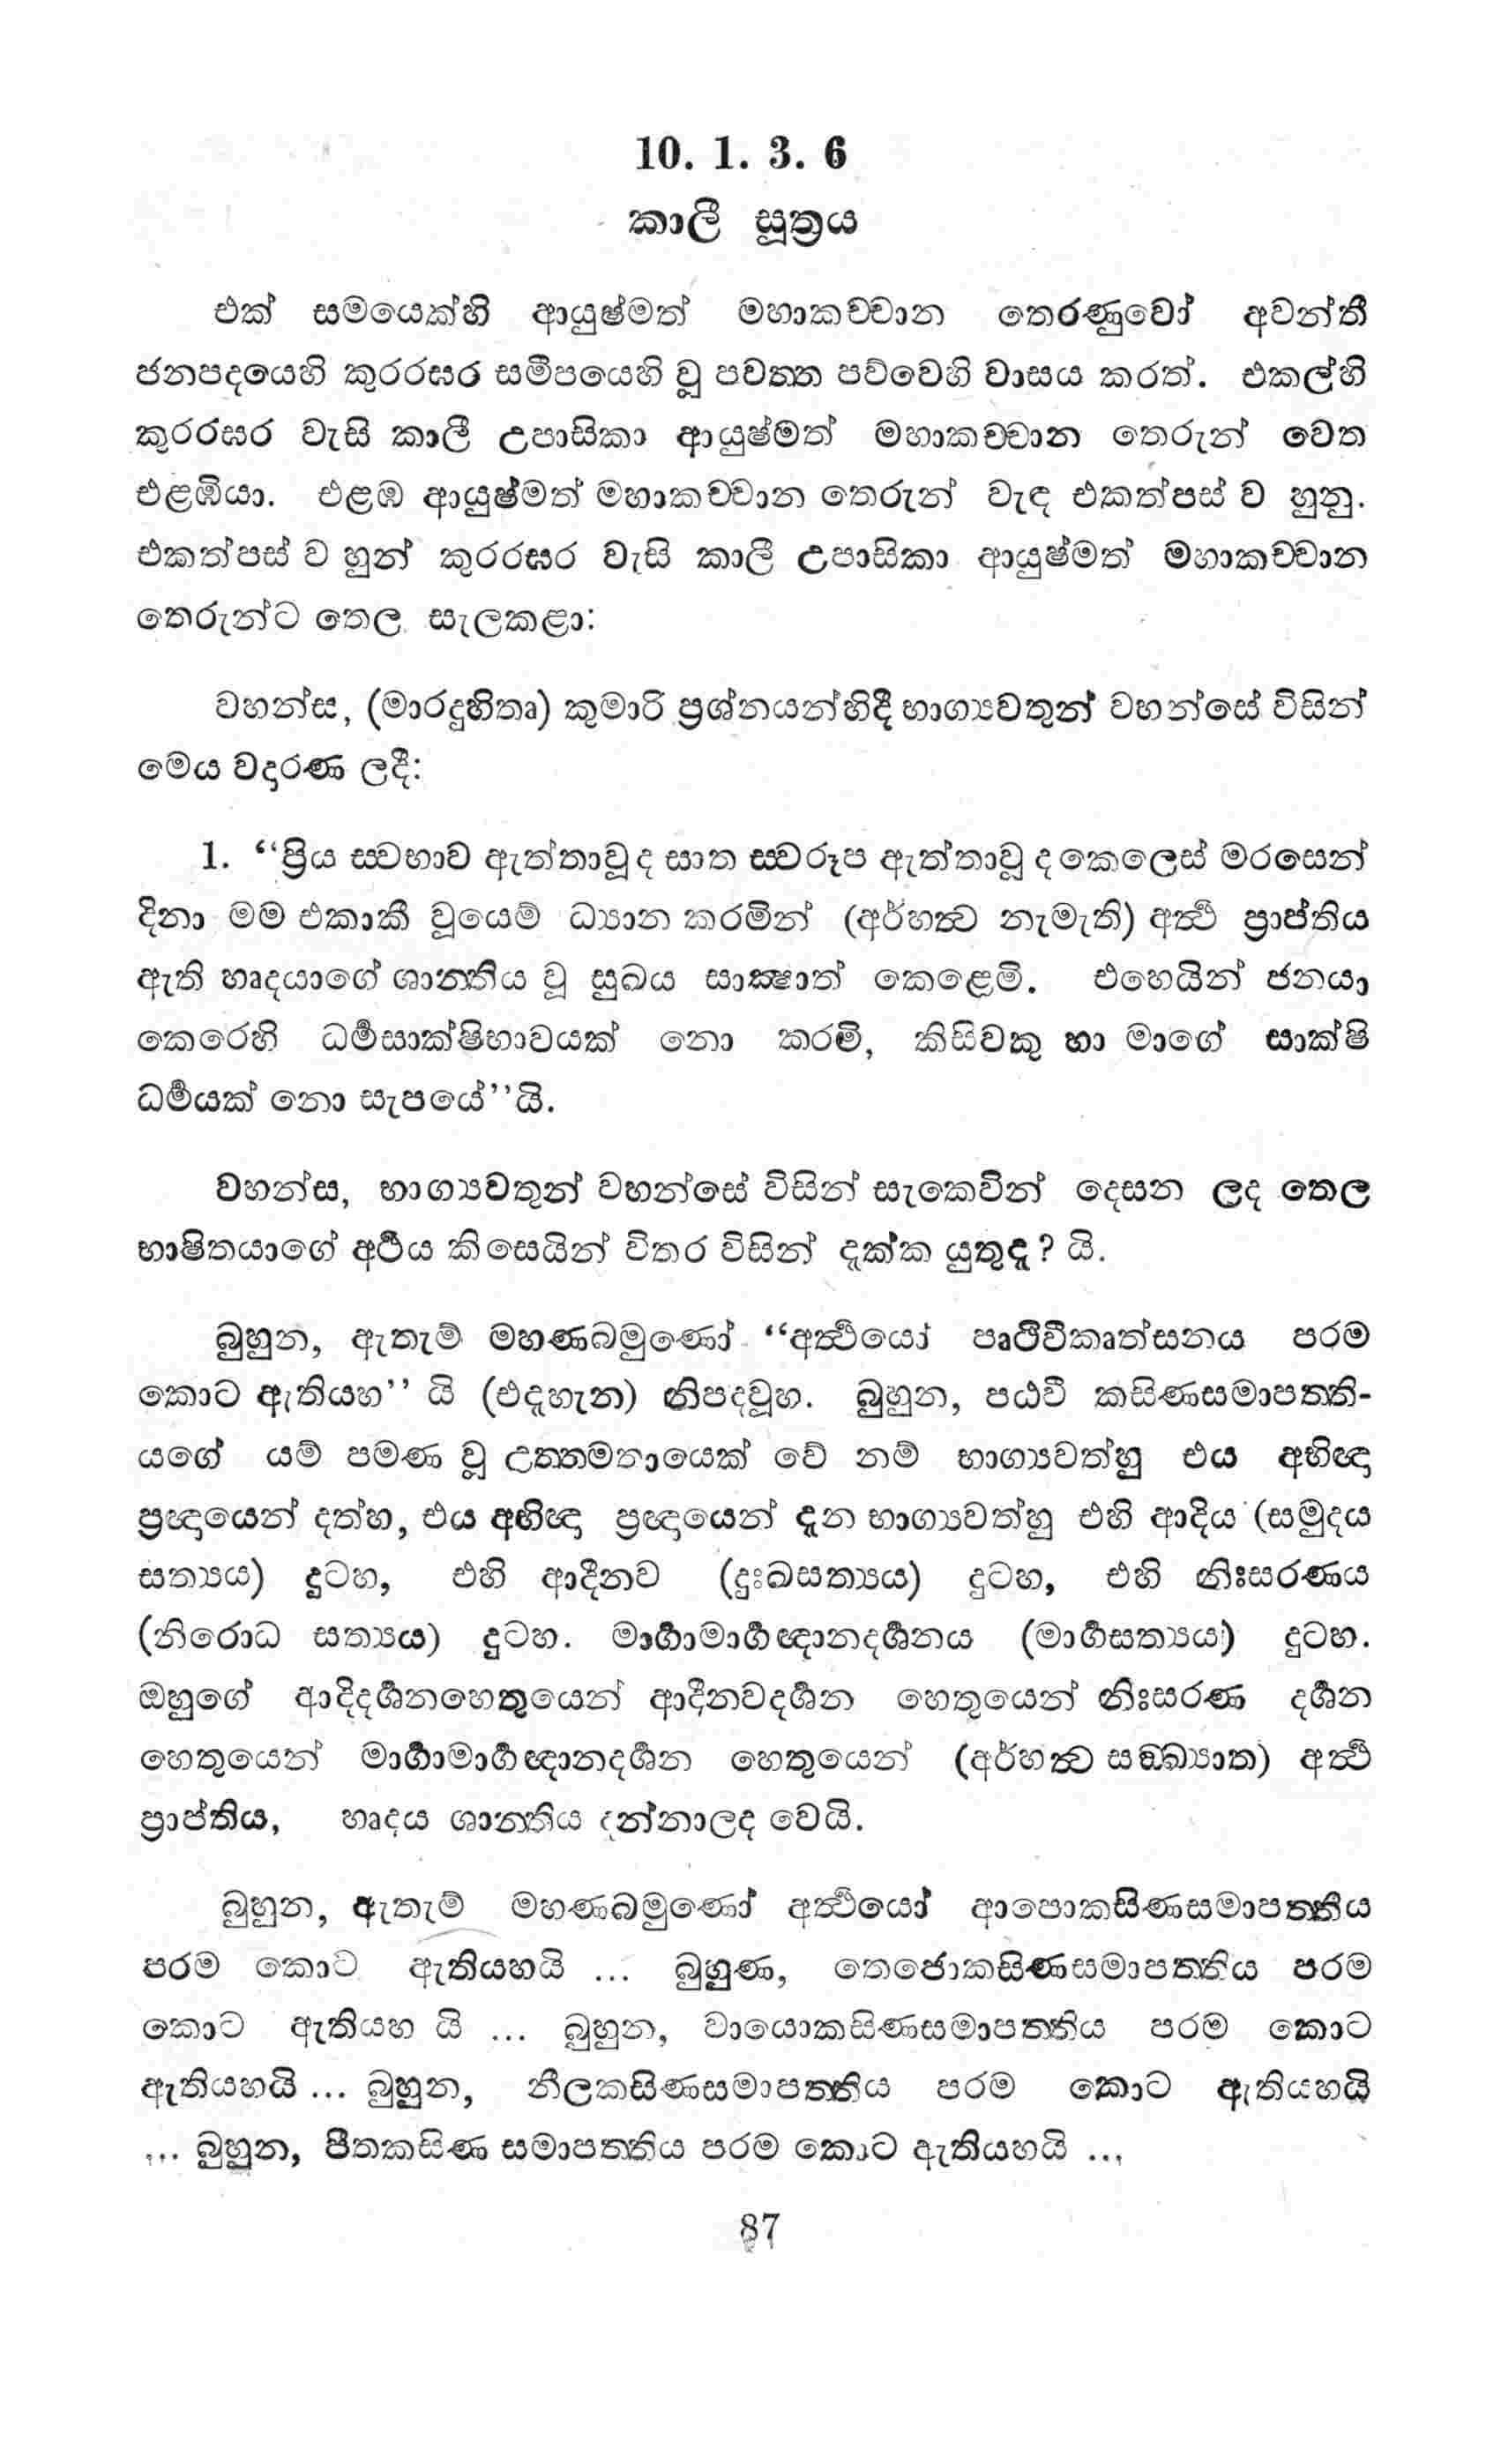 10. 1. 3. 6
කාලී සූත්‍රය
එක් සමයෙක්හි ආයුෂ්මත් මහාකච්චාන තෙරණුවෝ අවන්තී
ජනපදයෙහි කුරරඝර සමීපයෙහි වූ පවත්ත පව්වෙහි වාසය කරත්. එකල්හි
කුරරඝර වැසි කාලී උපාසිකා ආයුෂ්මත් මහාකච්චාන තෙරුන් වෙත
එළඹියා. එළඹ ආයුෂ්මත් මහාකච්චාන තෙරුන් වැඳ එකත්පස් ව හුනු.
එකත්පස් ව හුන් කුරරඝර වැසි කාලී උපාසිකා ආයුෂ්මත් මහාකච්චාන
තෙරුන්ට තෙල සැලකළා:
වහන්ස, (මාරදුහිතෘ) කුමාරි ප්‍රශ්නයන්හිදී භාග්‍යවතුන් වහන්සේ විසින්
මෙය වදාරණ ලදී:
1. “ප්‍රිය ස්වභාව ඇත්තාවූද සාත ස්වරූප ඇත්තාවූ ද කෙලෙස් මරසෙන්
දිනා මම එකාකී වූයෙම් ධ්‍යාන කරමින් (අර්හත්‍ව නැමැති) අර්‍ත්‍ථ ප්‍රාප්තිය
ඇති හෘදයාගේ ශාන්තිය වූ සුඛය සාක්‍ෂාත් කෙළෙමි. එහෙයින් ජනයා
කෙරෙහි ධර්‍මසාක්ෂිභාවයක් නො කරමි, කිසිවකු හා මාගේ සාක්ෂි
ධර්‍මයක් නො සැපයේ”යි.
වහන්ස, භාග්‍යවතුන් වහන්සේ විසින් සැකෙවින් දෙසන ලද තෙල
භාෂිතයාගේ අර්‍ථය කිසෙයින් විතර විසින් දැක්ක යුතුදැ? යි.
බුහුන, ඇතැම් මහණබමුණෝ “අර්‍ත්‍ථයෝ පෘථිවිකෘත්සනය පරම
කොට ඇතියහ” යි (එදැහැන) නිපදවූහ. බුහුන, පඨවි කසිණසමාපත්ති-
යගේ යම් පමණ වූ උත්තමතායෙක් වේ නම් භාග්‍යවත්හු එය අභිඥා
ප්‍රඥායෙන් දත්හ, එය අභිඥා ප්‍රඥායෙන් දැන භාග්‍යවත්හු එහි ආදිය (සමුදය
සත්‍යය) දුටහ, එහි ආදීනව (දුඃඛසත්‍යය) දුටහ, එහි නිඃසරණය
(නිරොධ සත්‍යය) දුටහ. මාර්‍ගාමාර්‍ග ඥානදර්‍ශනය (මාර්‍ගසත්‍යය) දුටහ.
ඔහුගේ ආදිදර්‍ශනහෙතුයෙන් ආදීනවදර්‍ශන හෙතුයෙන් නිඃසරණ දර්‍ශන
හෙතුයෙන් මාර්‍ගාමාර්‍ග ඥානදර්‍ශන හෙතුයෙන් (අර්හත්‍ව සඞ්ඛ්‍යාත) අර්‍ත්‍ථ
ප්‍රාප්තිය, හෘදය ශාන්තිය දන්නාලද වෙයි.
බුහුන, ඇතැම් මහණබමුණෝ අර්‍ත්‍ථයෝ ආපොකසිණසමාපත්තිය
පරම කොට ඇතියහයි ... බුහුණ, තෙජොකසිණසමාපත්තිය පරම
කොට ඇතියහ යි ... බුහුන, වායොකසිණසමාපත්තිය පරම කොට
ඇතියහයි ... බුහුන, නීලකසිණසමාපත්තිය පරම කොට ඇතියහයි
... බුහුන, පීතකසිණ සමාපත්තිය පරම කොට ඇතියහයි ...
87